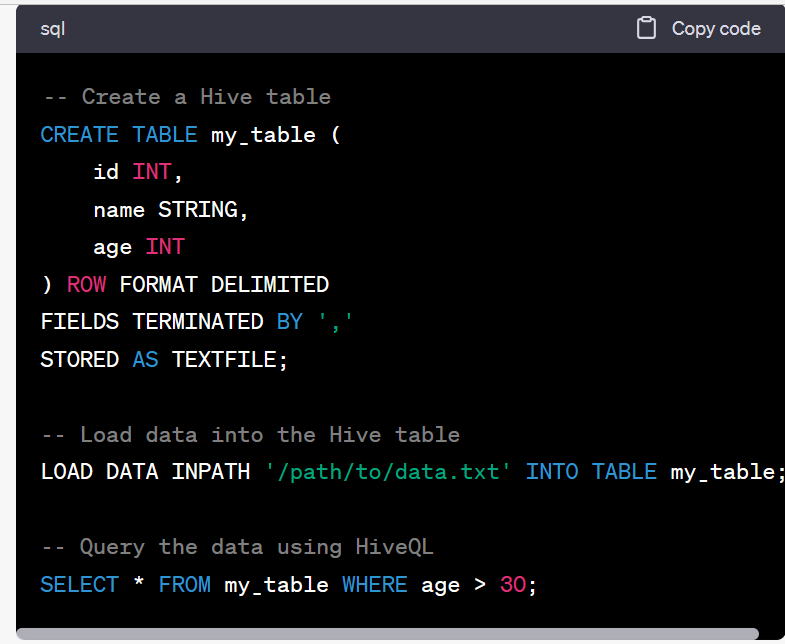 sql
Copy code
-- Create a Hive table
CREATE TABLE my_table (
    id INT,
    name STRING,
    age INT
) ROW FORMAT DELIMITED
FIELDS TERMINATED BY ','
STORED AS TEXTFILE;
-- Load data into the Hive table
LOAD DATA INPATH '/path/to/data.txt' INTO TABLE my_table;
-- Query the data using HiveQL
SELECT * FROM my_table WHERE age > 30;